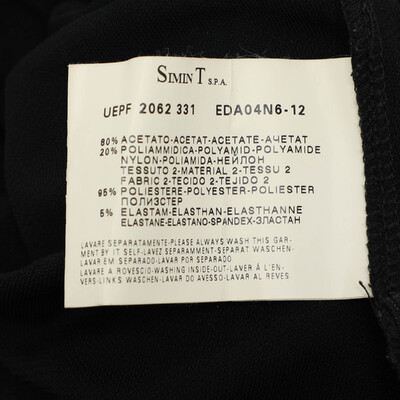 SIMIN T S.P.A.
UEPF 2062 331 EDA04N6-12
80% ACETATO-ACETAT-ACETATE-АЧЕТАТ
20% POLIAMMIDICA-POLYAMID-POLYAMIDE
NYLON-POLIAMIDA-НЕЙЛОН
TESSUTO 2-MATERIAL 2-TESSU 2
FABRIC 2-TECIDO 2-TEJIDO 2
95% POLIESTERE-POLYESTER-POLIESTER
ПОЛИЭСТЕР
5% ELASTAM-ELASTHAN-ELASTHANNE
ELASTANE-ELASTANO-SPANDEX-ЭЛАСТАН
LAVARE SEPARATAMENTE-PLEASE ALWAYS WASH THIS GAR-
MENT BY IT SELF-LAVEZ SEPARAMMENT-SEPARAT WASCHEN-
LAVAR EM SEPARADO-LAVAR POR SEPARADO
LAVARE A ROVESCIO-WASHING INSIDE-OUT-LAVER Á L'EN-
VERS-LINKS WASCHEN-LAVAR DO AVESSO-LAVAR DEL REVES